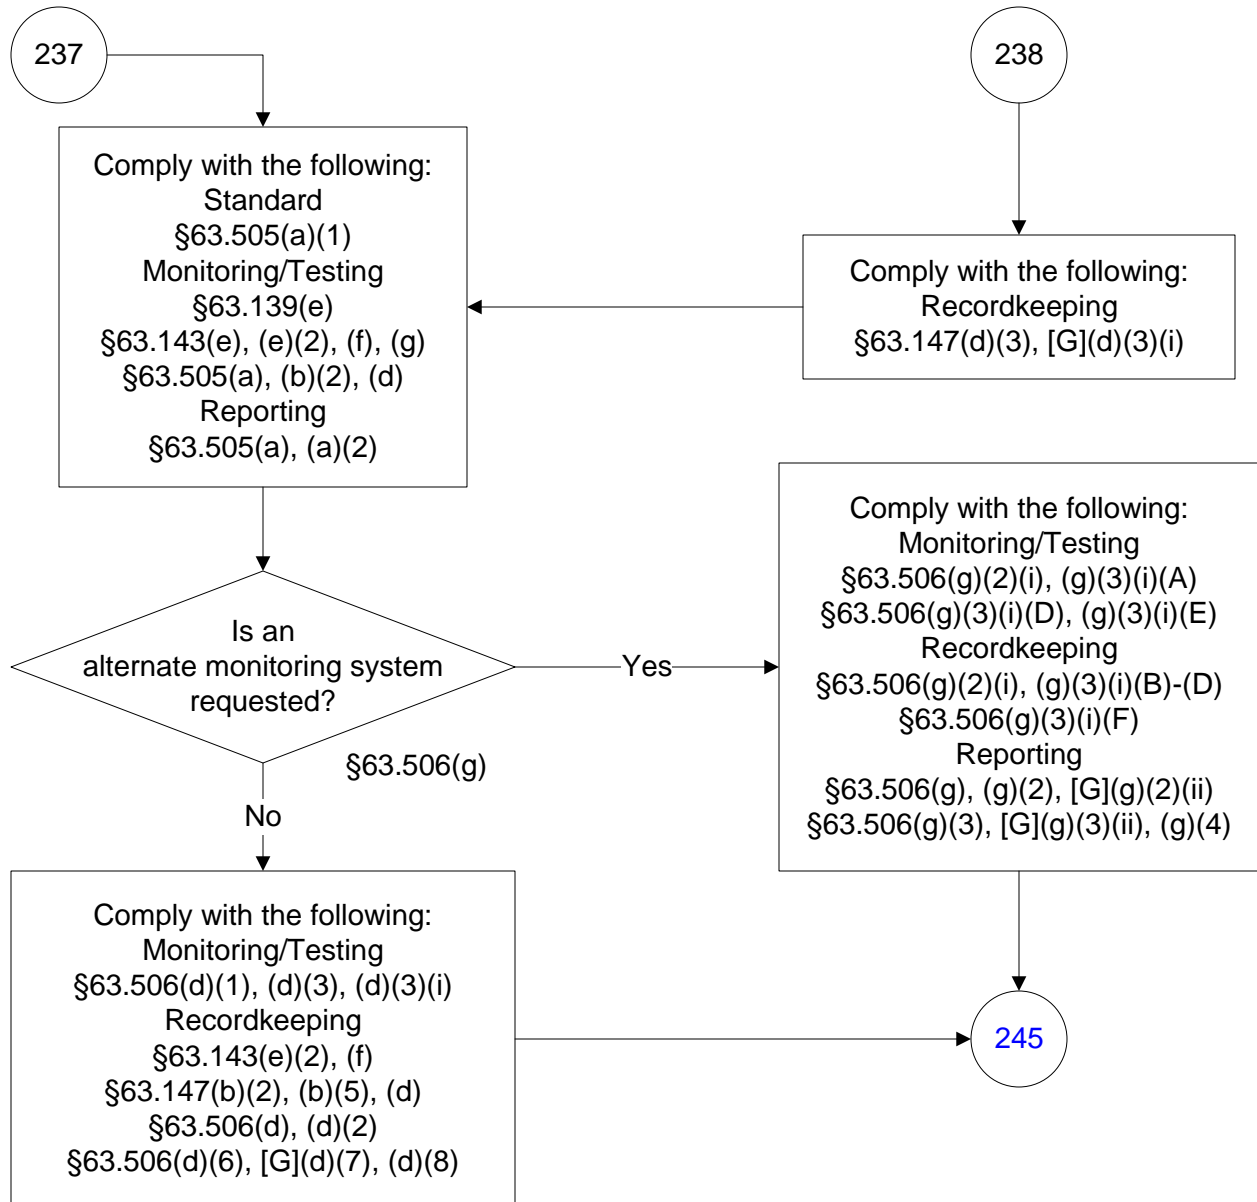 237
238
Comply with the following:
Standard
§63.505(a)(1)
Monitoring/Testing
§63.139(e)
§63.143(e), (e)(2), (f), (g)
§63.505(a), (b)(2), (d)
Reporting
§63.505(a), (a)(2)
Comply with the following:
Recordkeeping
§63.147(d)(3), [G](d)(3)(i)
Is an
alternate monitoring system
requested?
§63.506(g)
Yes
No
Comply with the following:
Monitoring/Testing
§63.506(g)(2)(i), (g)(3)(i)(A)
§63.506(g)(3)(i)(D), (g)(3)(i)(E)
Recordkeeping
§63.506(g)(2)(i), (g)(3)(i)(B)-(D)
§63.506(g)(3)(i)(F)
Reporting
§63.506(g), (g)(2), [G](g)(2)(ii)
§63.506(g)(3), [G](g)(3)(ii), (g)(4)
Comply with the following:
Monitoring/Testing
§63.506(d)(1), (d)(3), (d)(3)(i)
Recordkeeping
§63.143(e)(2), (f)
§63.147(b)(2), (b)(5), (d)
§63.506(d), (d)(2)
§63.506(d)(6), [G](d)(7), (d)(8)
245